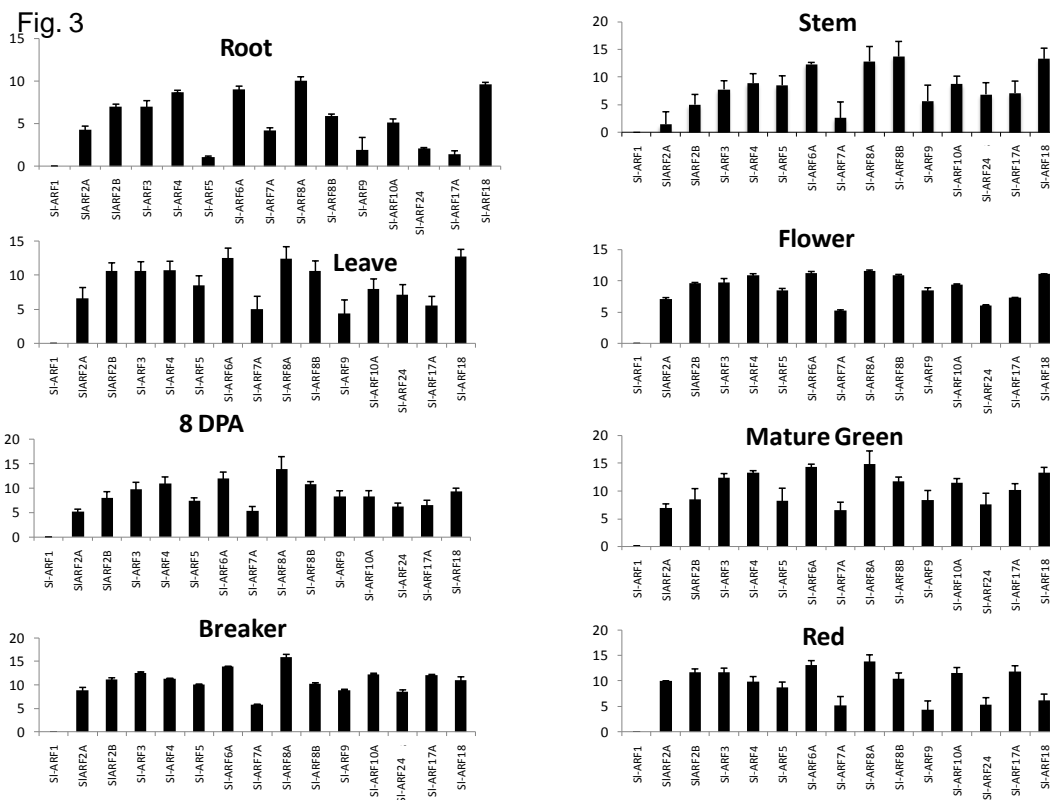 Fig. 3
Root
15
10
5
0
Sl-ARF1
SlARF2A
SlARF2B
Sl-ARF3
Sl-ARF4
Sl-ARF5
Sl-ARF6A
Sl-ARF7A
Sl-ARF8A
Sl-ARF8B
Sl-ARF9
Sl-ARF10A
Sl-ARF24
Sl-ARF17A
Sl-ARF18
Stem
20
15
10
5
0
Sl-ARF1
SlARF2A
SlARF2B
Sl-ARF3
Sl-ARF4
Sl-ARF5
Sl-ARF6A
Sl-ARF7A
Sl-ARF8A
Sl-ARF8B
Sl-ARF9
Sl-ARF10A
Sl-ARF24
Sl-ARF17A
Sl-ARF18
Leave
15
10
5
0
Sl-ARF1
SlARF2A
SlARF2B
Sl-ARF3
Sl-ARF4
Sl-ARF5
Sl-ARF6A
Sl-ARF7A
Sl-ARF8A
Sl-ARF8B
Sl-ARF9
Sl-ARF10A
Sl-ARF24
Sl-ARF17A
Sl-ARF18
Flower
15
10
5
0
Sl-ARF1
SlARF2A
SlARF2B
Sl-ARF3
Sl-ARF4
Sl-ARF5
Sl-ARF6A
Sl-ARF7A
Sl-ARF8A
Sl-ARF8B
Sl-ARF9
Sl-ARF10A
Sl-ARF24
Sl-ARF17A
Sl-ARF18
8 DPA
20
15
10
5
0
Sl-ARF1
SlARF2A
SlARF2B
Sl-ARF3
Sl-ARF4
Sl-ARF5
Sl-ARF6A
Sl-ARF7A
Sl-ARF8A
Sl-ARF8B
Sl-ARF9
Sl-ARF10A
Sl-ARF24
Sl-ARF17A
Sl-ARF18
Mature Green
20
15
10
5
0
Sl-ARF1
SlARF2A
SlARF2B
Sl-ARF3
Sl-ARF4
Sl-ARF5
Sl-ARF6A
Sl-ARF7A
Sl-ARF8A
Sl-ARF8B
Sl-ARF9
Sl-ARF10A
Sl-ARF24
Sl-ARF17A
Sl-ARF18
Breaker
20
15
10
5
0
Sl-ARF1
SlARF2A
SlARF2B
Sl-ARF3
Sl-ARF4
Sl-ARF5
Sl-ARF6A
Sl-ARF7A
Sl-ARF8A
Sl-ARF8B
Sl-ARF9
Sl-ARF10A
Sl-ARF24
Sl-ARF17A
Sl-ARF18
Red
20
15
10
5
0
Sl-ARF1
SlARF2A
SlARF2B
Sl-ARF3
Sl-ARF4
Sl-ARF5
Sl-ARF6A
Sl-ARF7A
Sl-ARF8A
Sl-ARF8B
Sl-ARF9
Sl-ARF10A
Sl-ARF24
Sl-ARF17A
Sl-ARF18